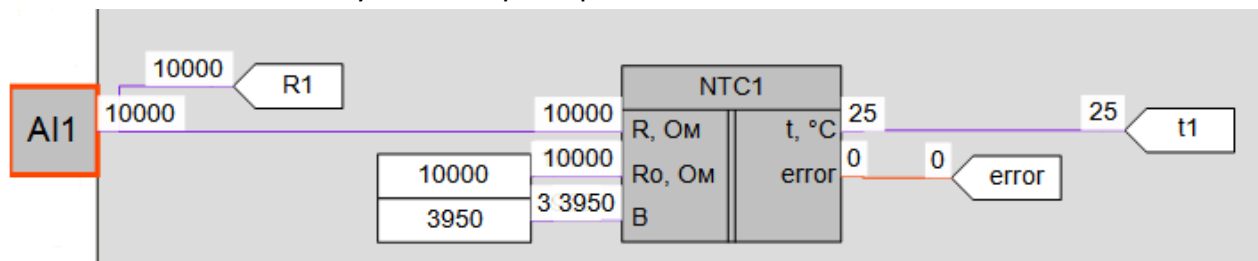 10000
R1
NTC1
AI1
10000
10000
R, Ом
t, °C
25
25
t1
10000
10000
Ro, Ом
error
0
0
error
3950
3 3950
B